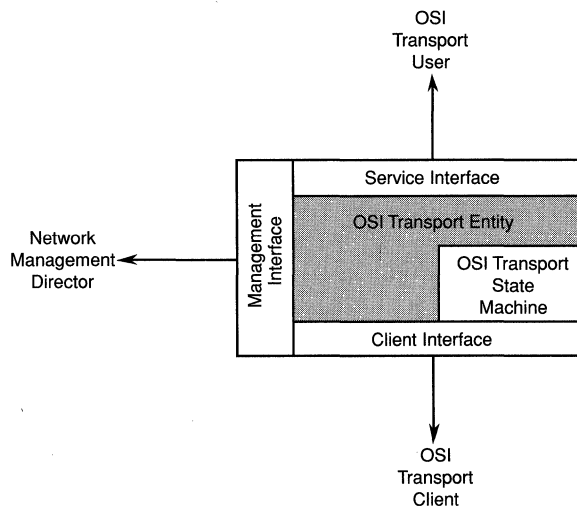 OSI
Transport
User
Service Interface
OSI Transport Entity
Management
Interface
Network
Management
Director
OSI Transport
State
Machine
Client Interface
OSI
Transport
Client